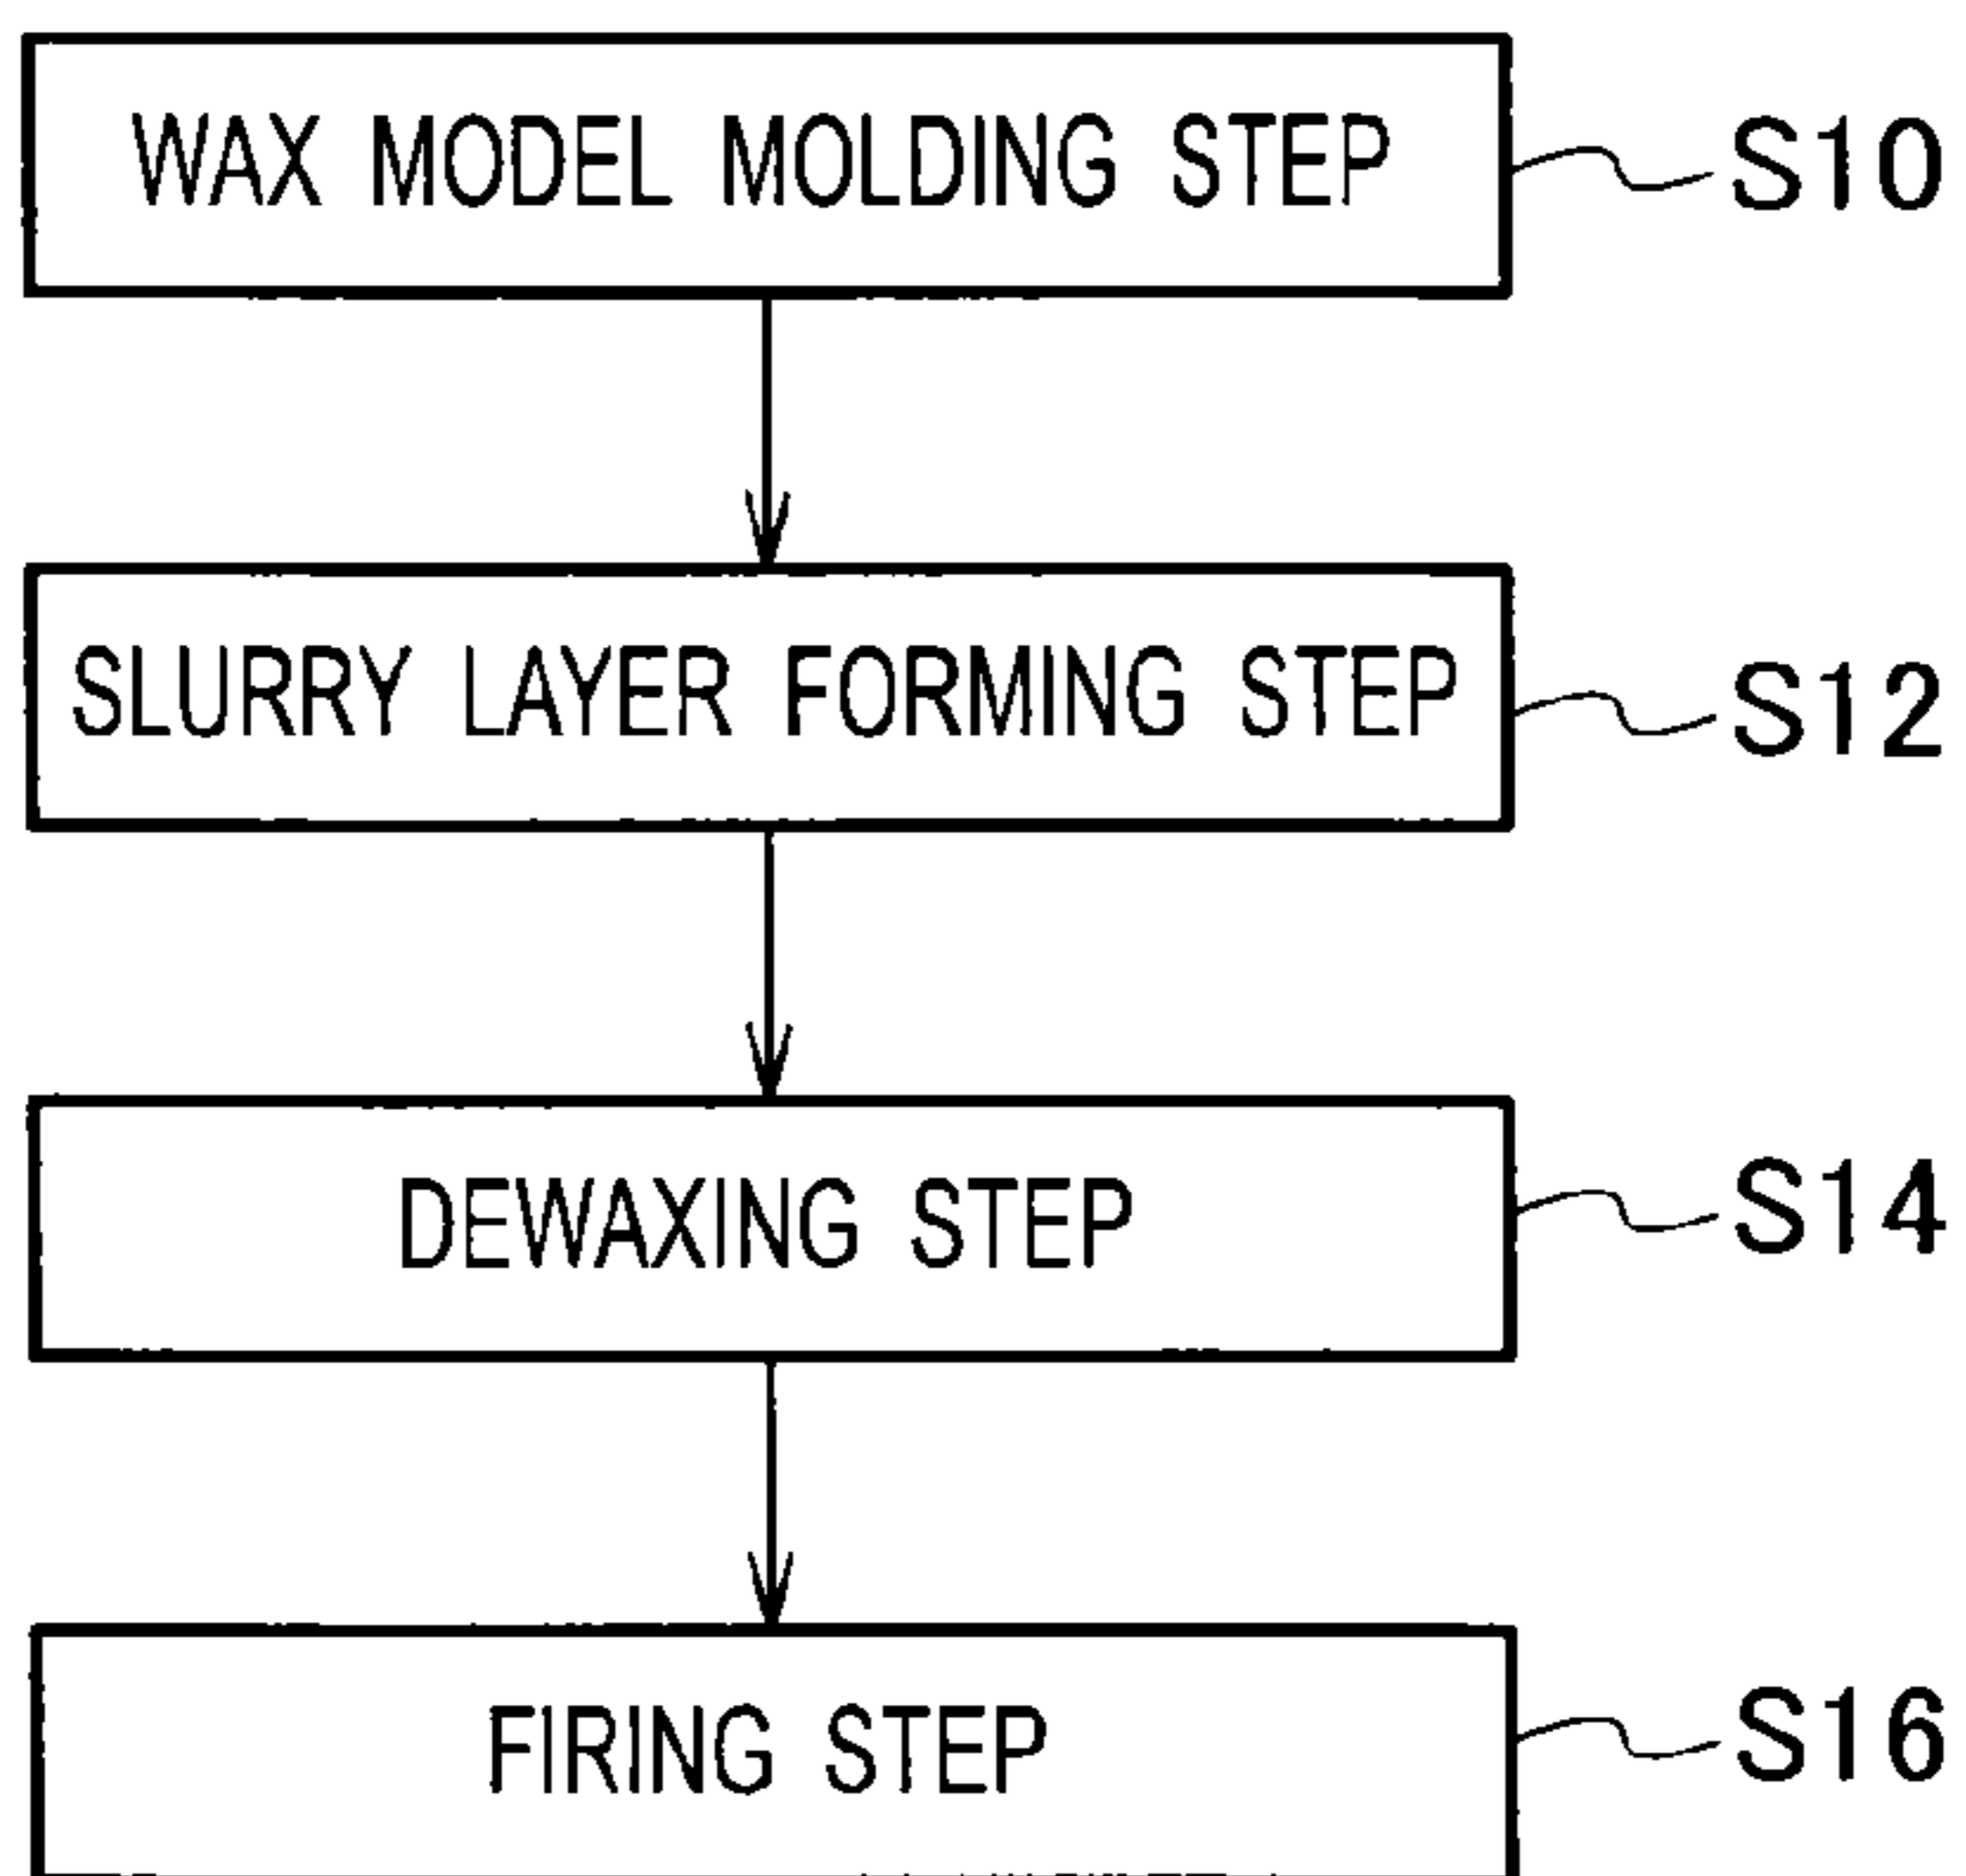 WAX MODEL MOLDING STEP S10
SLURRY LAYER FORMING STEP S12
DEWAXING STEP S14
FIRING STEP S16